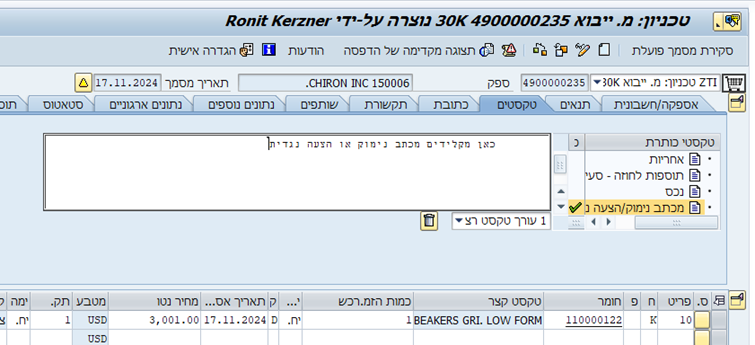 טכניון: מ. ייבוא 30K 4900000235 נוצרה על-ידי Ronit Kerzner
סקירת מסמך פועלת תצוגה מקדימה של הדפסה הודעות הגדרה אישית
ZTI טכניון: מ. ייבוא 30K 4900000235 ספק 150006 CHIRON INC. תאריך מסמך 17.11.2024
אספקה/חשבונית תנאים טקסטים כתובת תקשורת שותפים נתונים נוספים נתונים ארגוניים סטאטוס תוס
טקסטי כותרת כ
אחריות
תוספות לחוזה - סעי
נכס
מכתב נימוק/הצעה נ
כאן מקלידים מכתב נימוק או הצעה נגדית
1 עורך טקסט רצ
ס. פריט ח פ חומר טקסט קצר כמות הזמ.רכש י... ק תאריך אס... מחיר נטו מטבע תק. ימה ק
10 K 110000122 BEAKERS GRI. LOW FORM 1 יח. D 17.11.2024 3,001.00 USD 1 יח.
USD